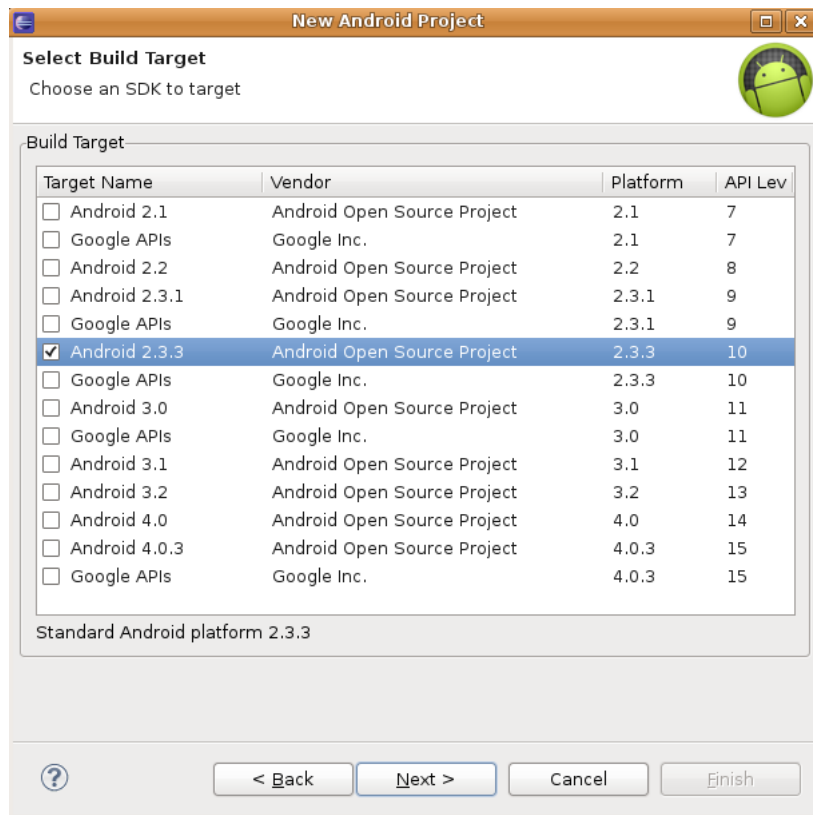 New Android Project
Select Build Target
Choose an SDK to target
Build Target
Target Name Vendor Platform API Lev
Android 2.1 Android Open Source Project 2.1 7
Google APIs Google Inc. 2.1 7
Android 2.2 Android Open Source Project 2.2 8
Android 2.3.1 Android Open Source Project 2.3.1 9
Google APIs Google Inc. 2.3.1 9
Android 2.3.3 Android Open Source Project 2.3.3 10
Google APIs Google Inc. 2.3.3 10
Android 3.0 Android Open Source Project 3.0 11
Google APIs Google Inc. 3.0 11
Android 3.1 Android Open Source Project 3.1 12
Android 3.2 Android Open Source Project 3.2 13
Android 4.0 Android Open Source Project 4.0 14
Android 4.0.3 Android Open Source Project 4.0.3 15
Google APIs Google Inc. 4.0.3 15
Standard Android platform 2.3.3
? < Back Next > Cancel Finish